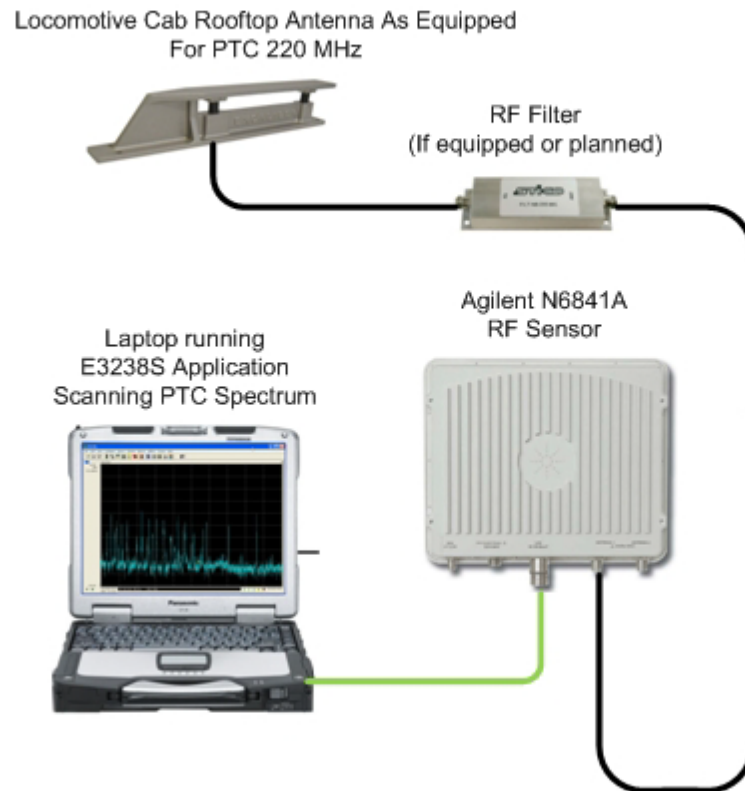 Locomotive Cab Rooftop Antenna As Equipped
For PTC 220 MHz
RF Filter
(If equipped or planned)
Agilent N6841A
RF Sensor
Laptop running
E3238S Application
Scanning PTC Spectrum
Panasonic